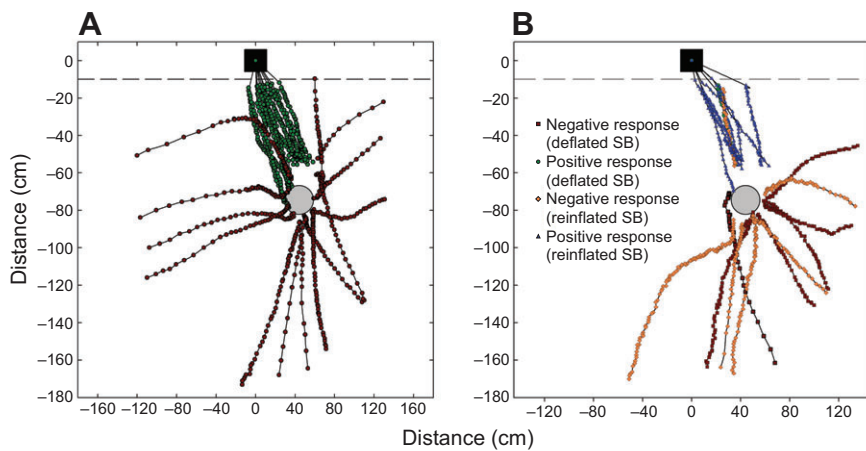 A
B
0
–20
–40
–60
–80
–100
–120
–140
–160
–180
Distance (cm)
–160 –120 –80 –40 0 40 80 120 160
0
–20
–40
–60
–80
–100
–120
–140
–160
–180
Negative response
(deflated SB)
Positive response
(deflated SB)
Negative response
(reinflated SB)
Positive response
(reinflated SB)
–120 –80 –40 0 40 80 120
Distance (cm)